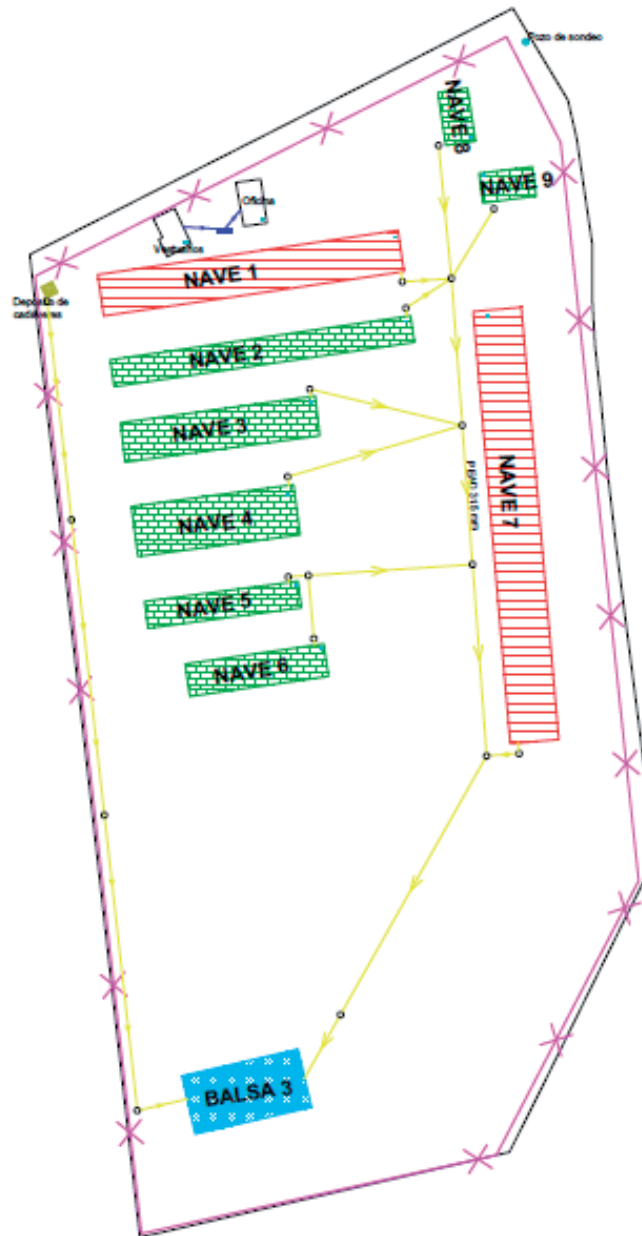 Pozo de sondeo
NAVE 8
NAVE 9
Oficina
Vestuarios
NAVE 1
Depósito de
cadáveres
NAVE 2
NAVE 3
NAVE 4
NAVE 7
NAVE 5
NAVE 6
BALSA 3